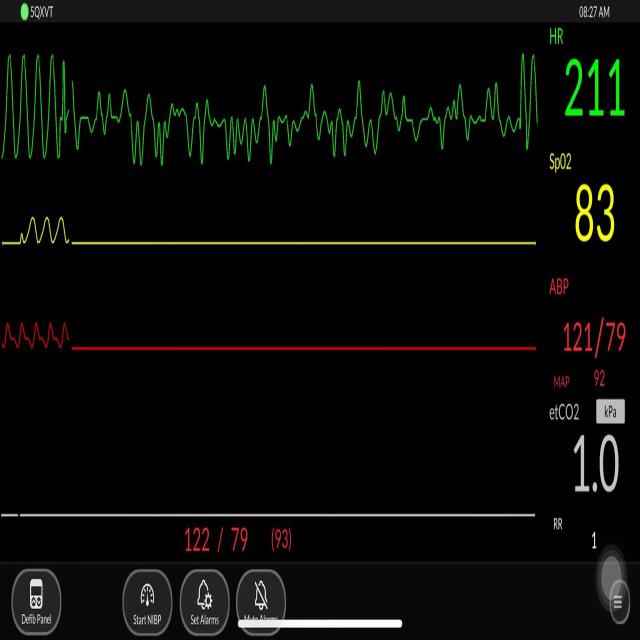 5QXVT
08:27 AM
HR
211
SpO2
83
ABP
121/79
MAP 92
etCO2 kPa
1.0
RR
1
122 / 79 (93)
Defib Panel
Start NIBP
Set Alarms
Mute Alarms